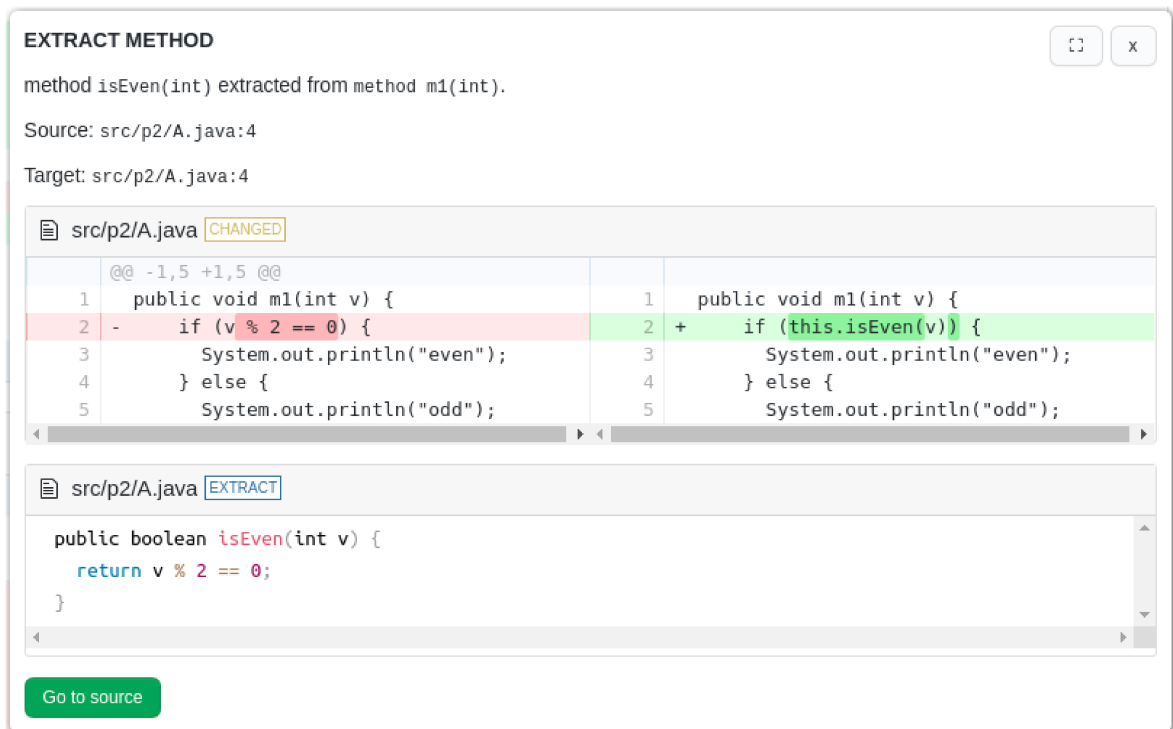 EXTRACT METHOD
x
method isEven(int) extracted from method m1(int).
Source: src/p2/A.java:4
Target: src/p2/A.java:4
src/p2/A.java CHANGED
@@ -1,5 +1,5 @@
1 public void m1(int v) {
2 - if (v % 2 == 0) {
3 System.out.println("even");
4 } else {
5 System.out.println("odd");
1 public void m1(int v) {
2 + if (this.isEven(v)) {
3 System.out.println("even");
4 } else {
5 System.out.println("odd");
src/p2/A.java EXTRACT
public boolean isEven(int v) {
return v % 2 == 0;
}
Go to source